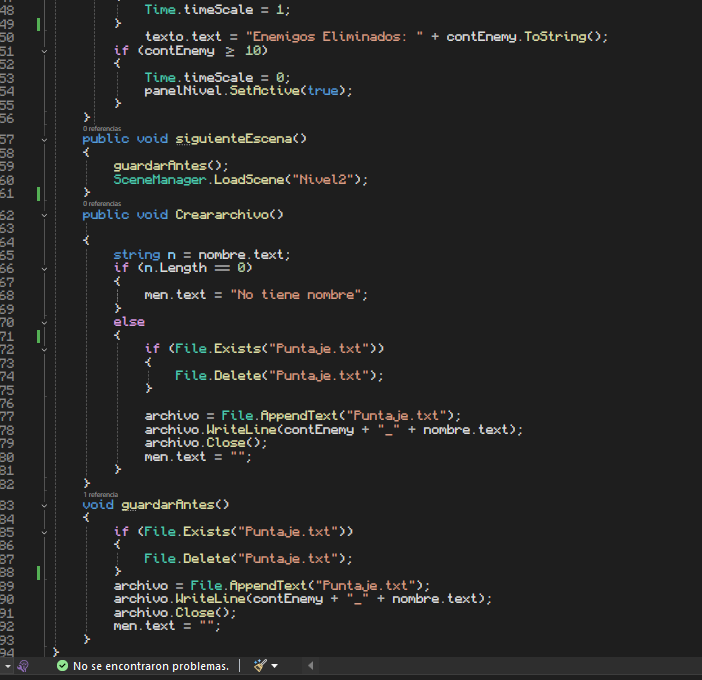 48 Time.timeScale = 1;
49 }
50 texto.text = "Enemigos Eliminados: " + contEnemy.ToString();
51 if (contEnemy ≥ 10)
52 {
53 Time.timeScale = 0;
54 panelNivel.SetActive(true);
55 }
56 }
0 referencias
57 public void siguienteEscena()
58 {
59 guardarAntes();
60 SceneManager.LoadScene("Nivel2");
61 }
0 referencias
62 public void Creararchivo()
63
64 {
65 string n = nombre.text;
66 if (n.Length == 0)
67 {
68 men.text = "No tiene nombre";
69 }
70 else
71 {
72 if (File.Exists("Puntaje.txt"))
73 {
74 File.Delete("Puntaje.txt");
75 }
76
77 archivo = File.AppendText("Puntaje.txt");
78 archivo.WriteLine(contEnemy + "_" + nombre.text);
79 archivo.Close();
80 men.text = "";
81 }
82 }
1 referencia
83 void guardarAntes()
84 {
85 if (File.Exists("Puntaje.txt"))
86 {
87 File.Delete("Puntaje.txt");
88 }
89 archivo = File.AppendText("Puntaje.txt");
90 archivo.WriteLine(contEnemy + "_" + nombre.text);
91 archivo.Close();
92 men.text = "";
93 }
94 }
No se encontraron problemas.